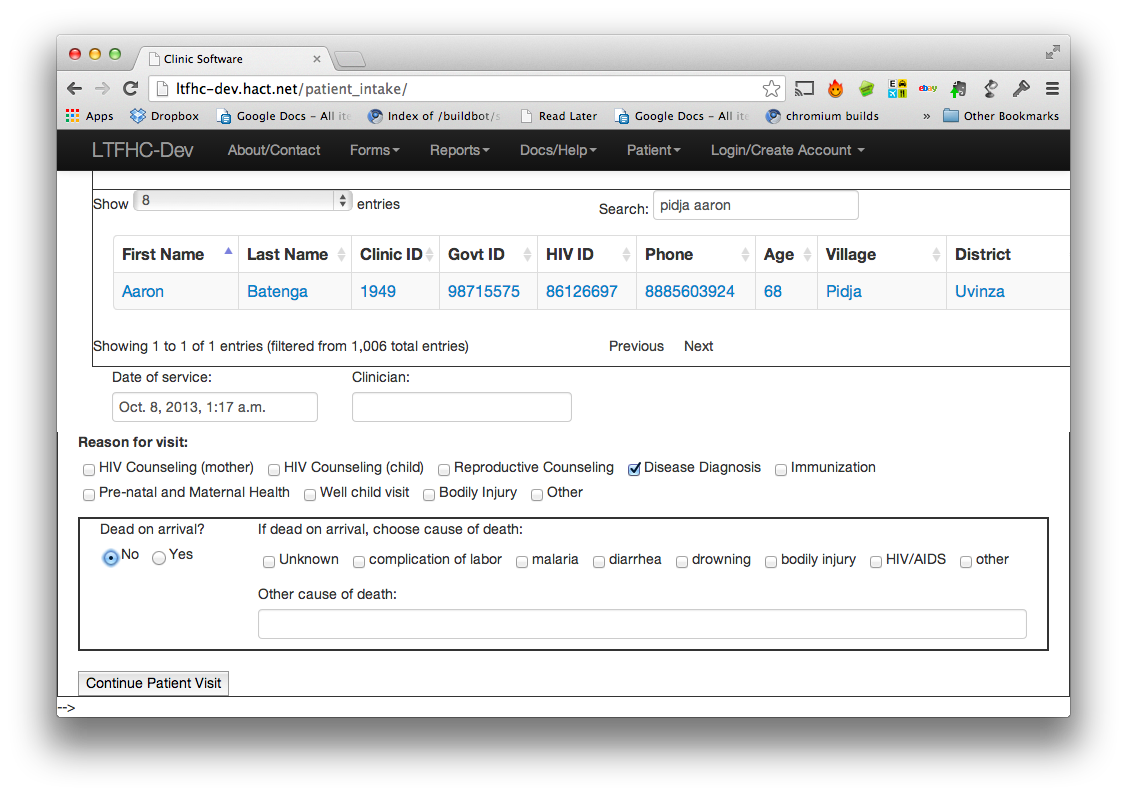 Clinic Software
ltfhc-dev.hact.net/patient_intake/
Apps Dropbox Google Docs – All ite Index of /buildbot/s Read Later Google Docs – All ite chromium builds » Other Bookmarks
LTFHC-Dev About/Contact Forms Reports Docs/Help Patient Login/Create Account
Show 8 entries Search: pidja aaron
First Name Last Name Clinic ID Govt ID HIV ID Phone Age Village District
Aaron Batenga 1949 98715575 86126697 8885603924 68 Pidja Uvinza
Showing 1 to 1 of 1 entries (filtered from 1,006 total entries) Previous Next
Date of service: Clinician:
Oct. 8, 2013, 1:17 a.m.
Reason for visit:
HIV Counseling (mother) HIV Counseling (child) Reproductive Counseling Disease Diagnosis Immunization
Pre-natal and Maternal Health Well child visit Bodily Injury Other
Dead on arrival? If dead on arrival, choose cause of death:
No Yes Unknown complication of labor malaria diarrhea drowning bodily injury HIV/AIDS other
Other cause of death:
Continue Patient Visit
-->